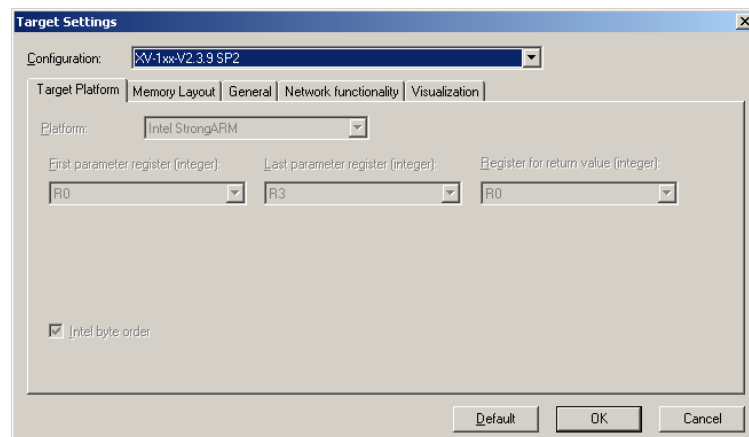 Target Settings
Configuration: XV-1xx-V2.3.9 SP2
Target Platform Memory Layout General Network functionality Visualization
Platform: Intel StrongARM
First parameter register (integer): Last parameter register (integer): Register for return value (integer):
R0 R3 R0
Intel byte order
Default OK Cancel